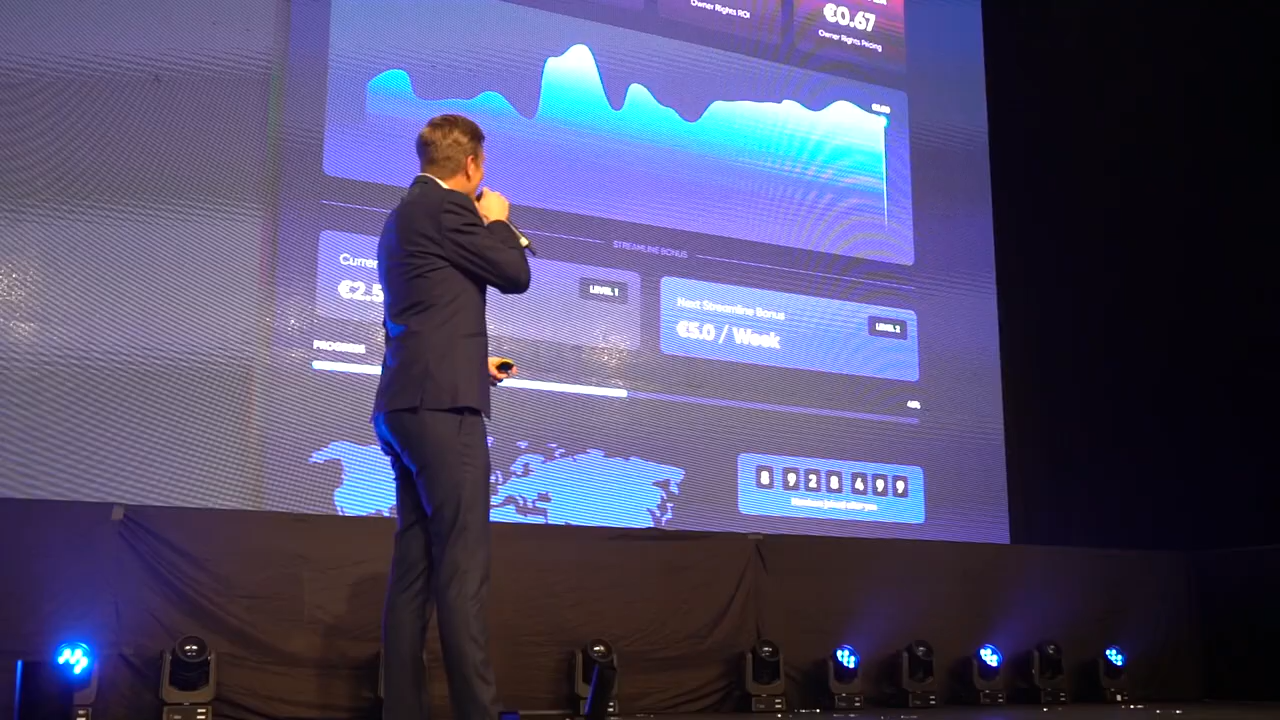 €0.67
Owner Rights ROI
Owner Rights Pricing
STREAMLINE BONUS
€2.5
LEVEL 1
Next Streamline Bonus
LEVEL 2
€5.0 / Week
PROGRESS
8 9 2 8 4 9 9